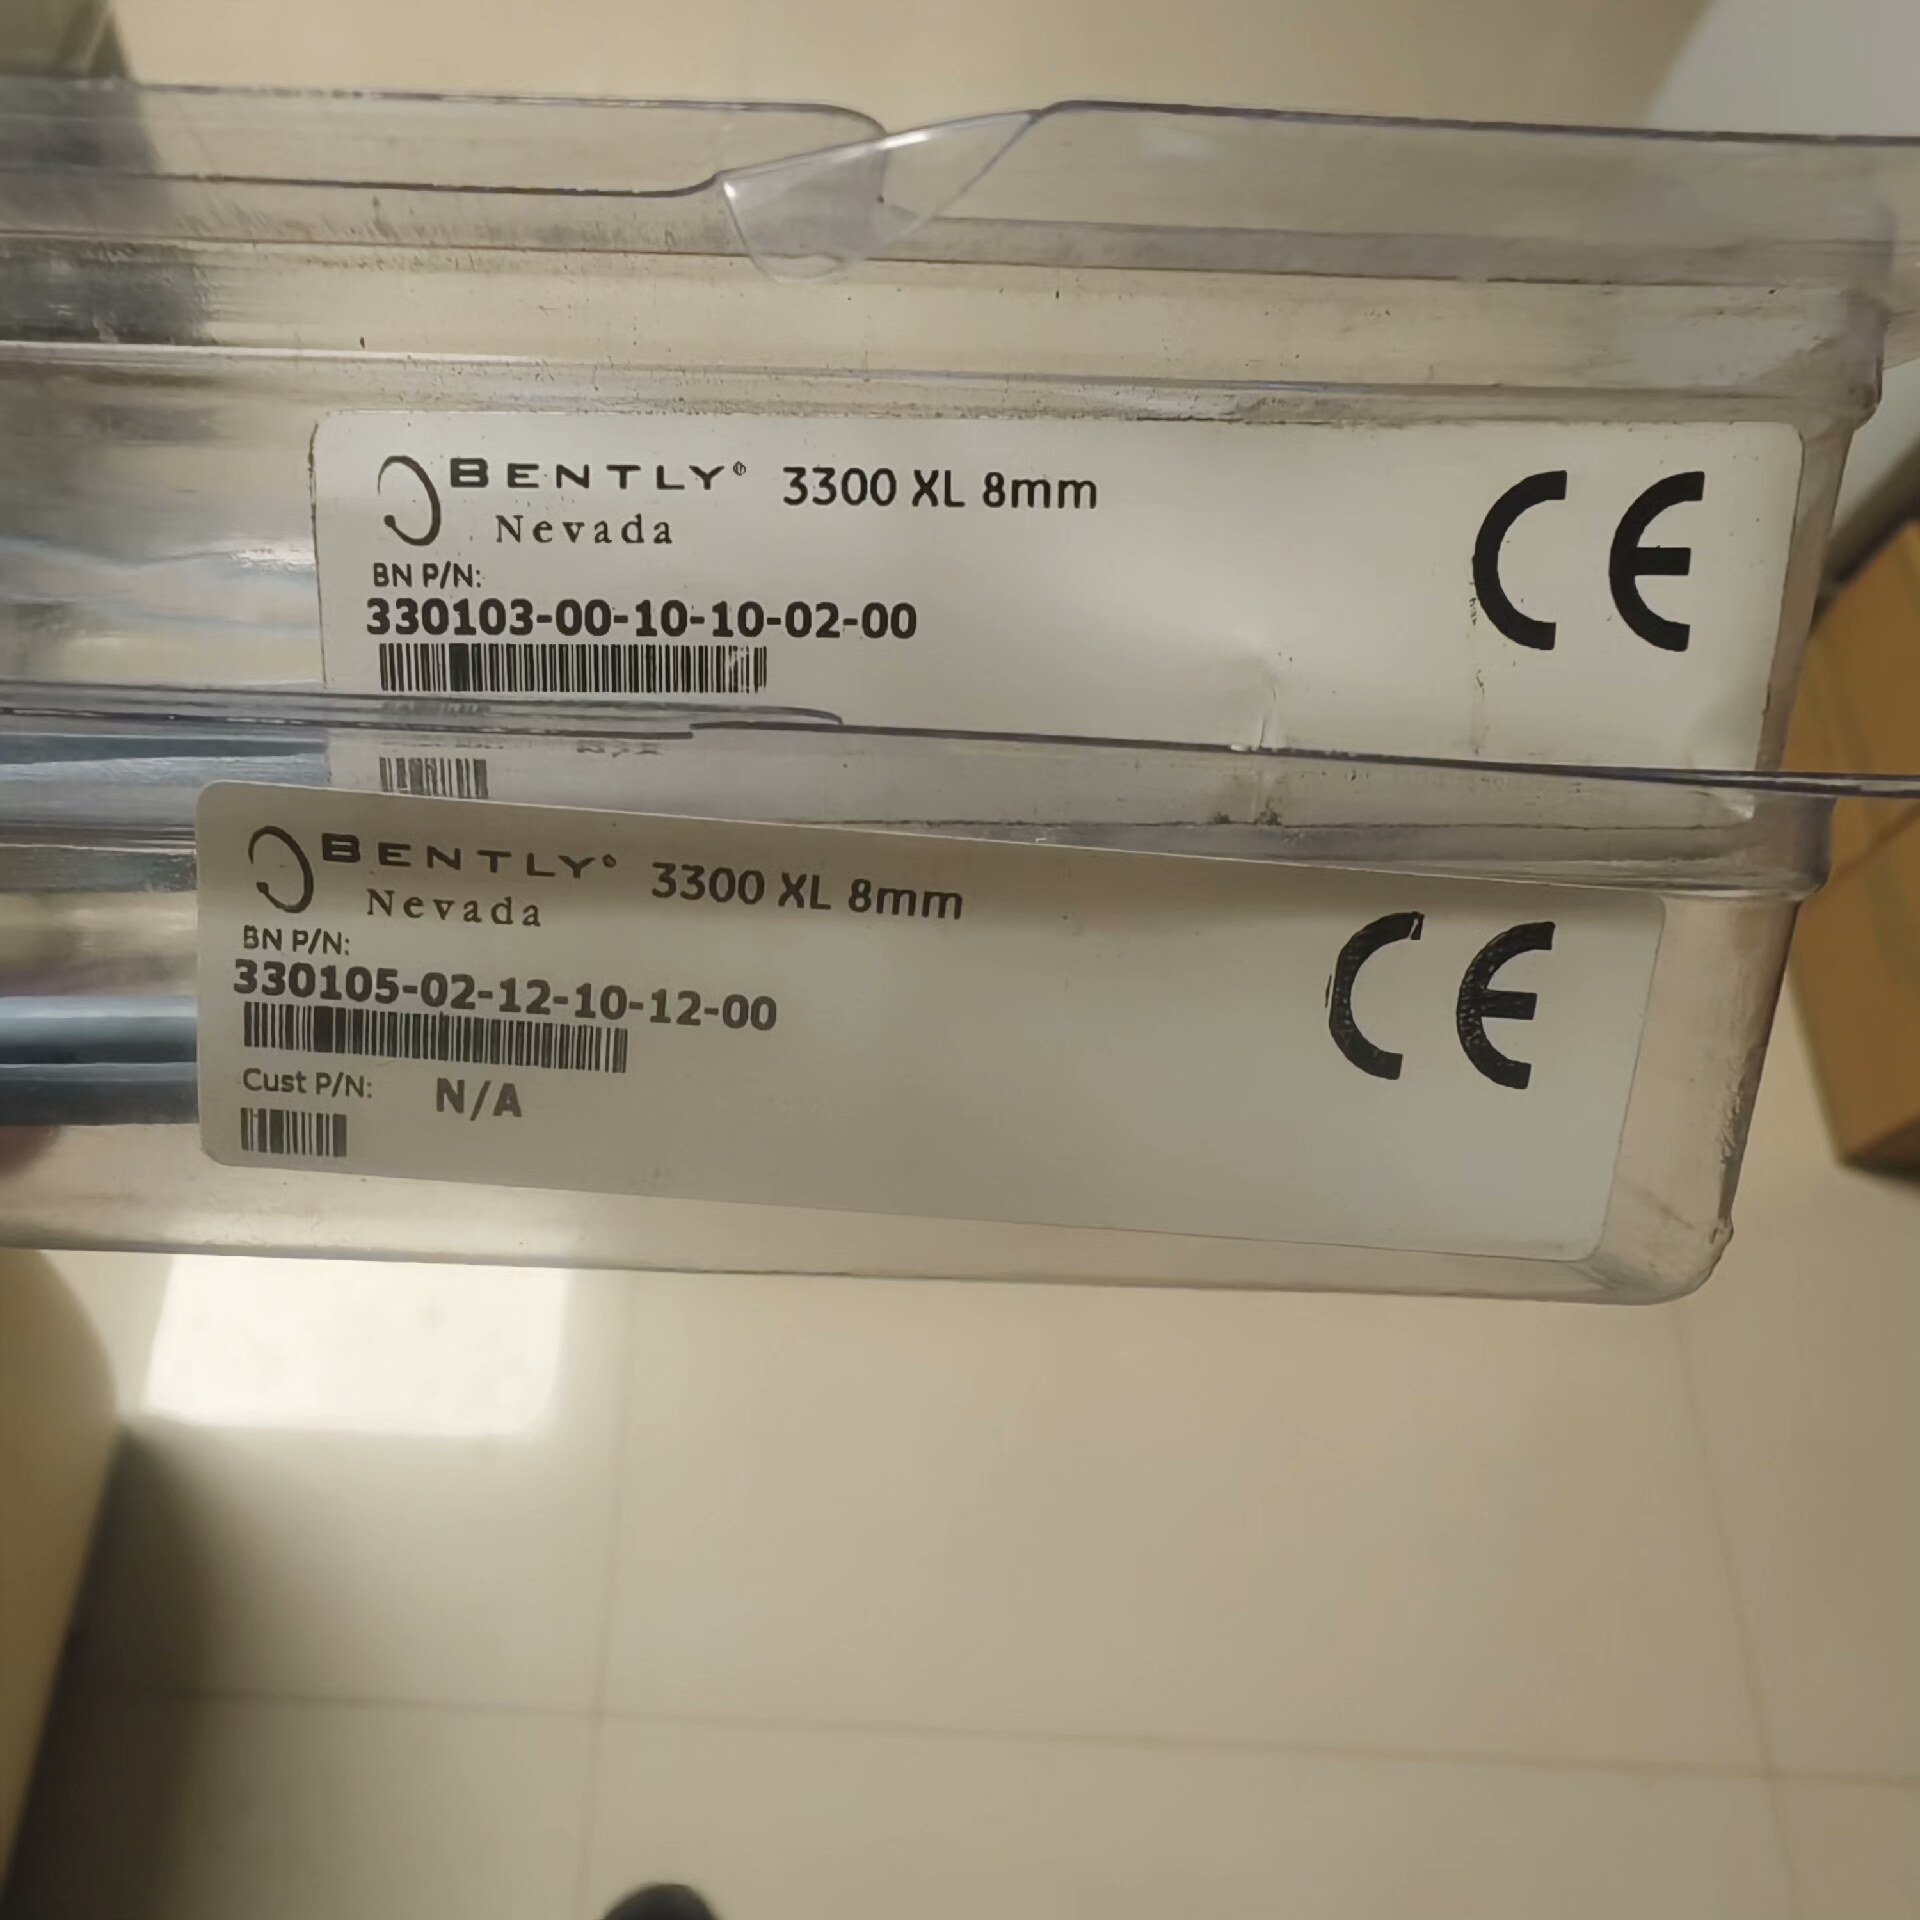 BENTLY® 3300 XL 8mm
Nevada
BN P/N:
330103-00-10-10-02-00
BENTLY® 3300 XL 8mm
Nevada
BN P/N:
330105-02-12-10-12-00
Cust P/N: N/A
CE
CE